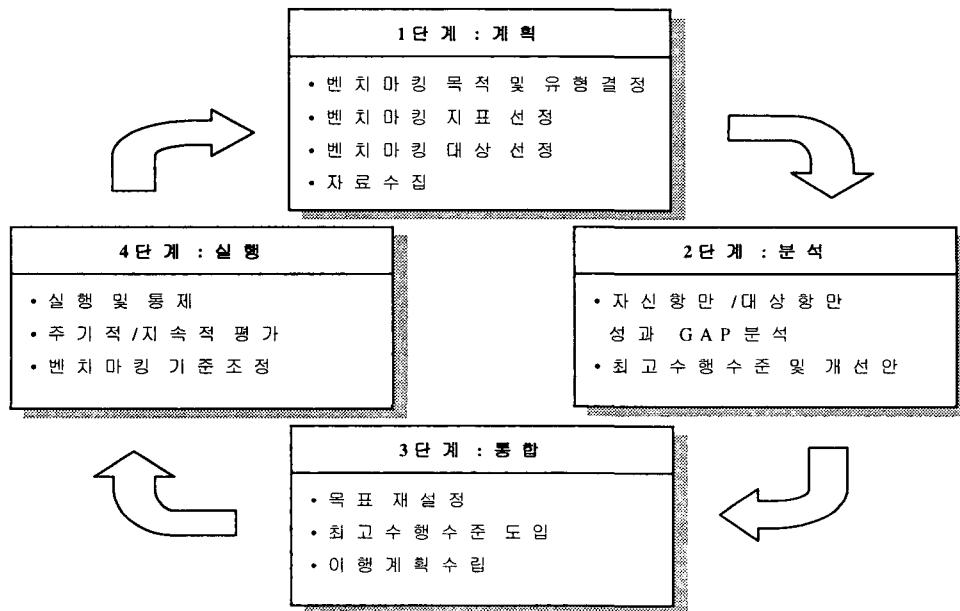 1단계 : 계획
• 벤치마킹 목적 및 유형결정
• 벤치마킹 지표 선정
• 벤치마킹 대상 선정
• 자료수집
2단계 : 분석
• 자신항만/대상항만
성과 GAP분석
• 최고수행수준 및 개선안
3단계 : 통합
• 목표 재설정
• 최고수행수준 도입
• 이행계획수립
4단계 : 실행
• 실행 및 통제
• 주기적/지속적 평가
• 벤치마킹 기준조정